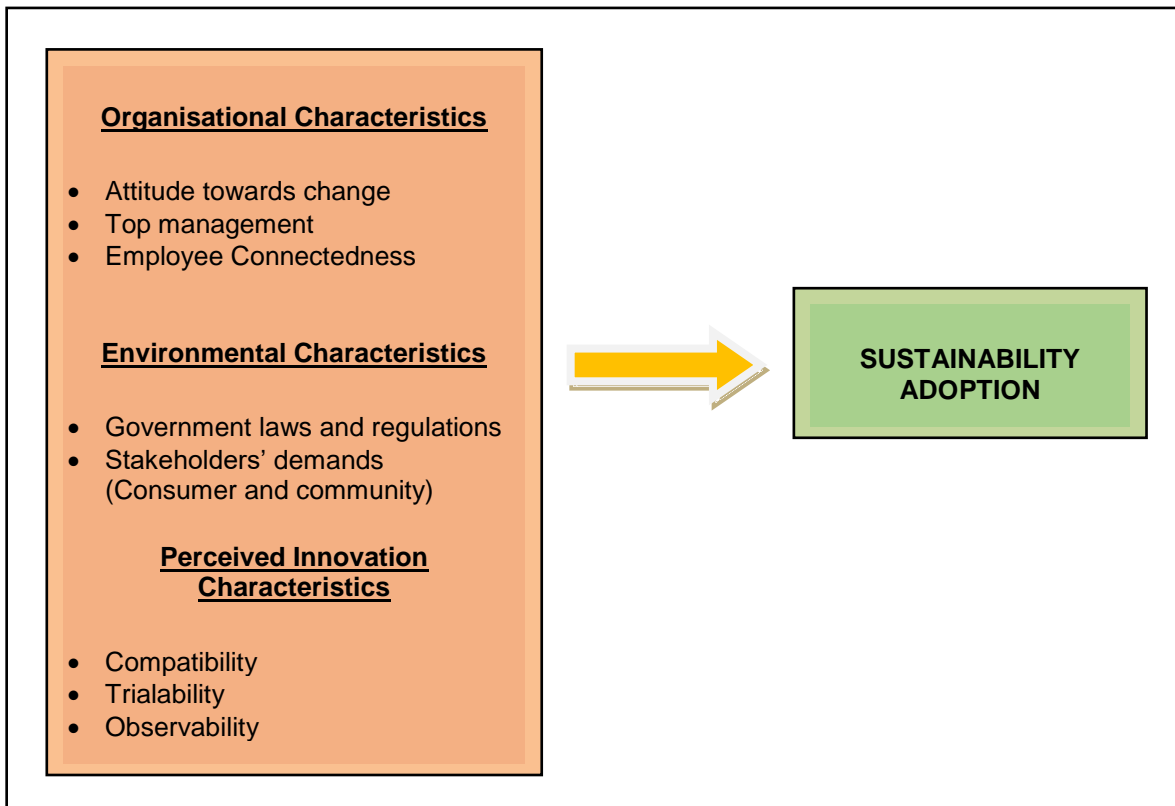 Organisational Characteristics
• Attitude towards change
• Top management
• Employee Connectedness
Environmental Characteristics
• Government laws and regulations
• Stakeholders’ demands
(Consumer and community)
Perceived Innovation
Characteristics
• Compatibility
• Trialability
• Observability
SUSTAINABILITY
ADOPTION